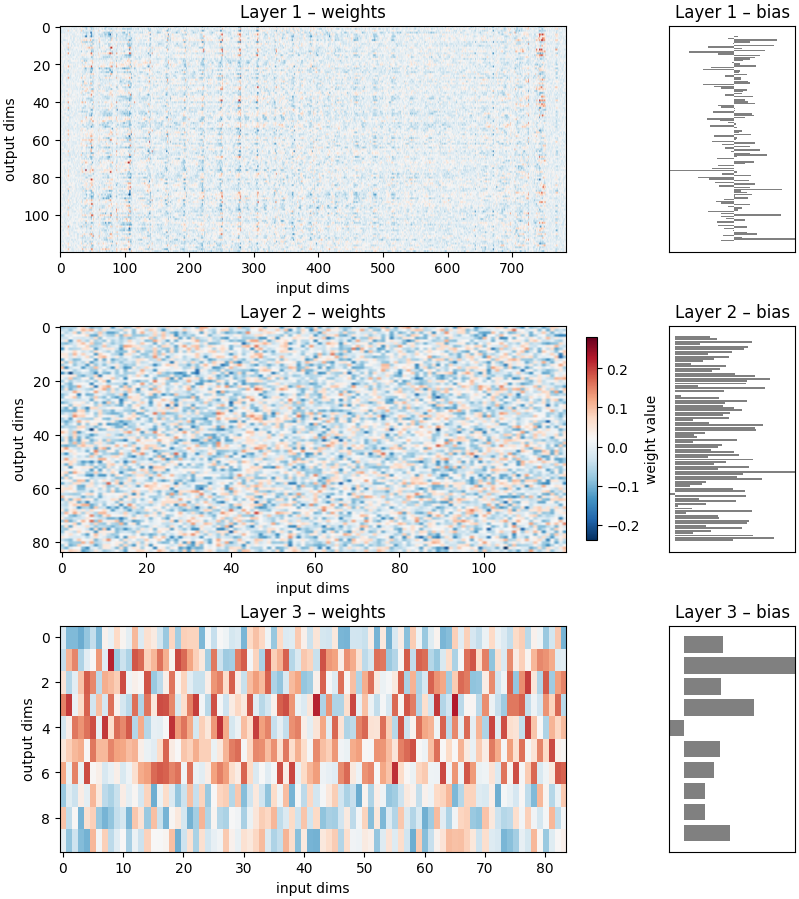 Layer 1 – weights
Layer 1 – bias
0
20
40
60
80
100
output dims
0 100 200 300 400 500 600 700
input dims
Layer 2 – weights
Layer 2 – bias
0
20
40
60
80
output dims
0 20 40 60 80 100
input dims
0.2
0.1
0.0
−0.1
−0.2
weight value
Layer 3 – weights
Layer 3 – bias
0
2
4
6
8
output dims
0 10 20 30 40 50 60 70 80
input dims